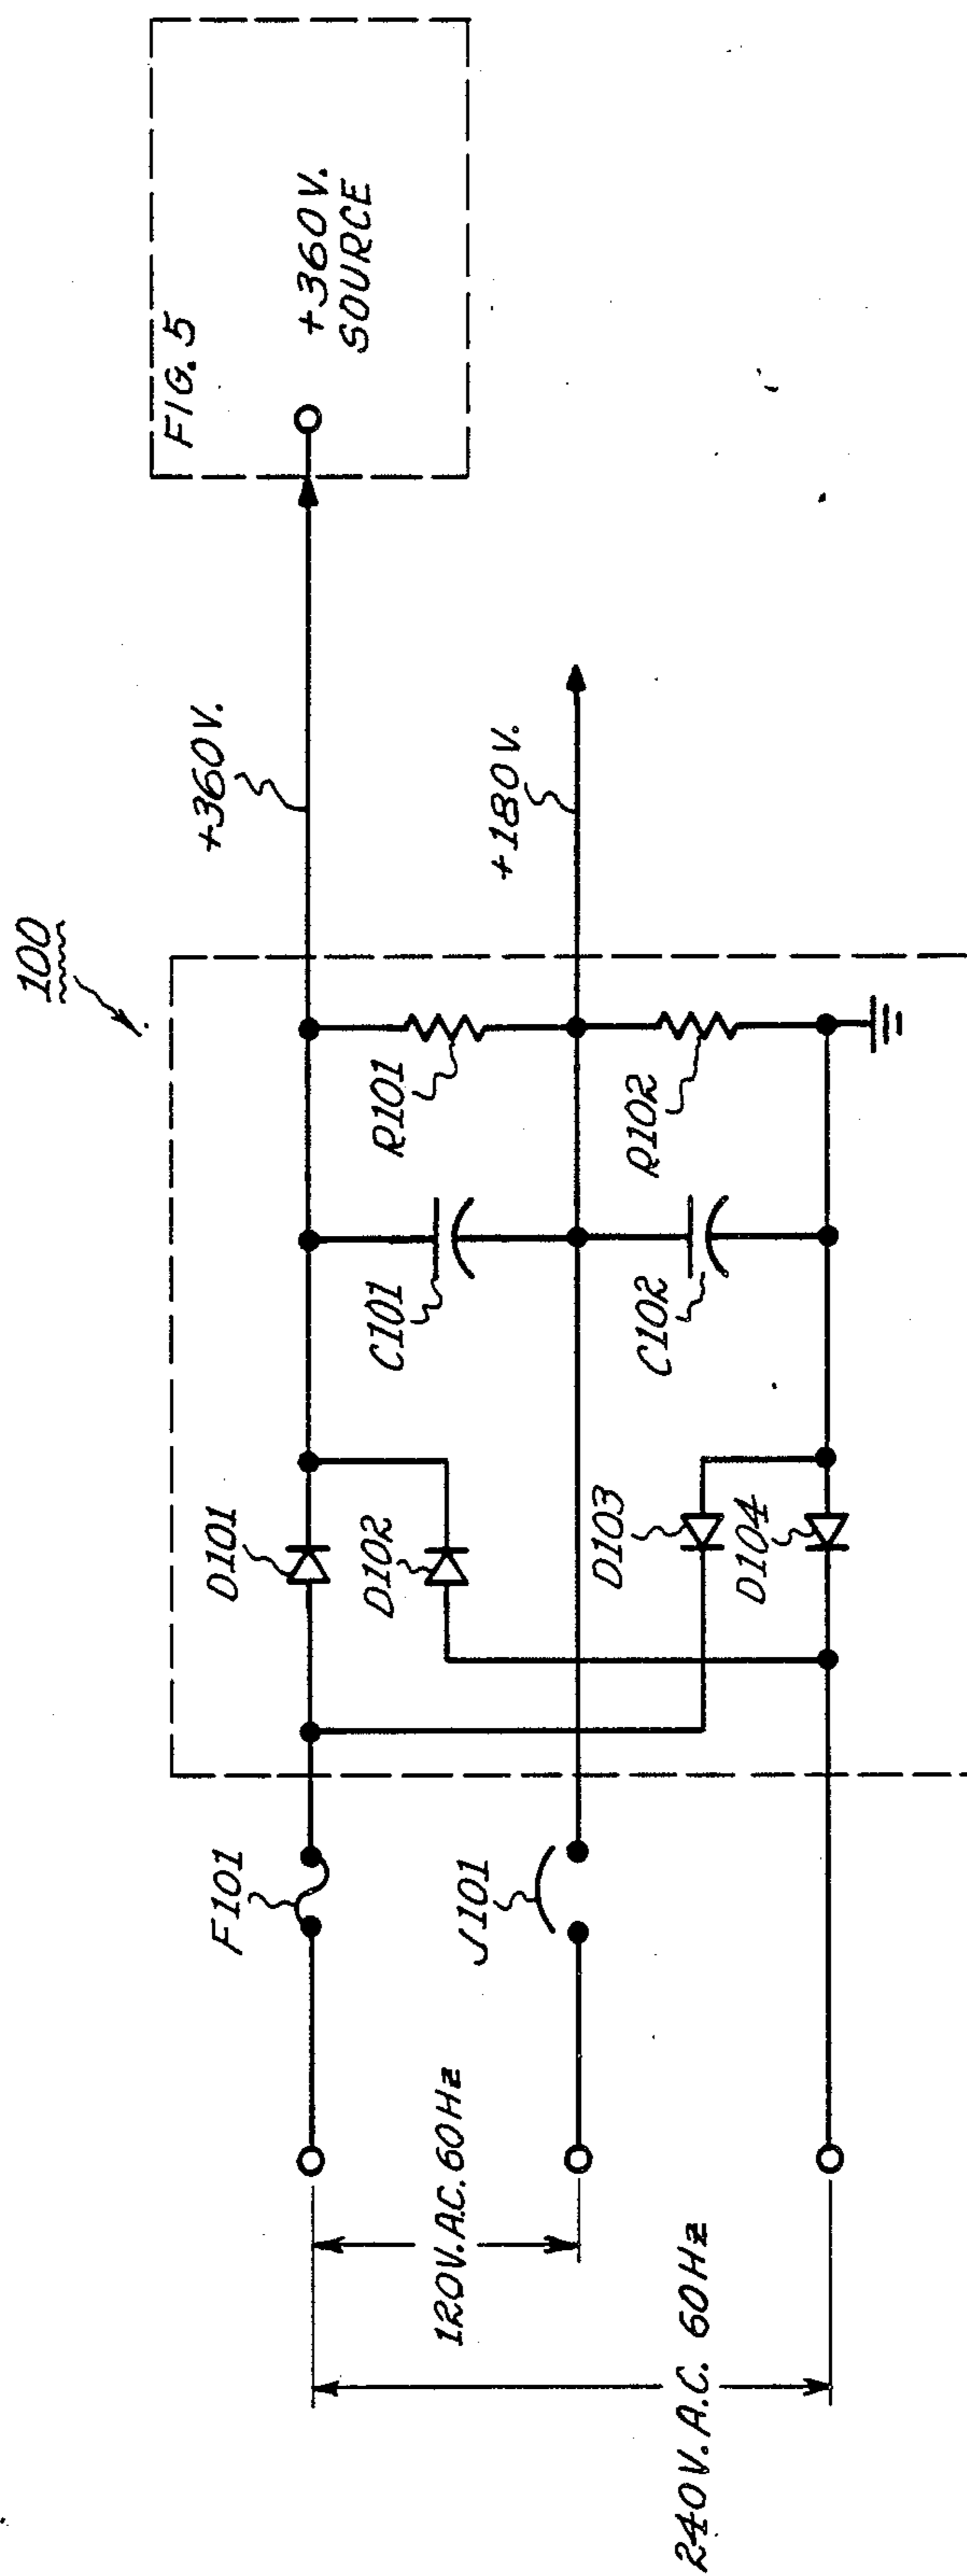 100
FIG. 5
+360V.
SOURCE
+360V.
+180V.
D101
D102
C101
R101
F101
J101
D103
D104
C102
R102
120V.A.C. 60Hz
240V.A.C. 60Hz